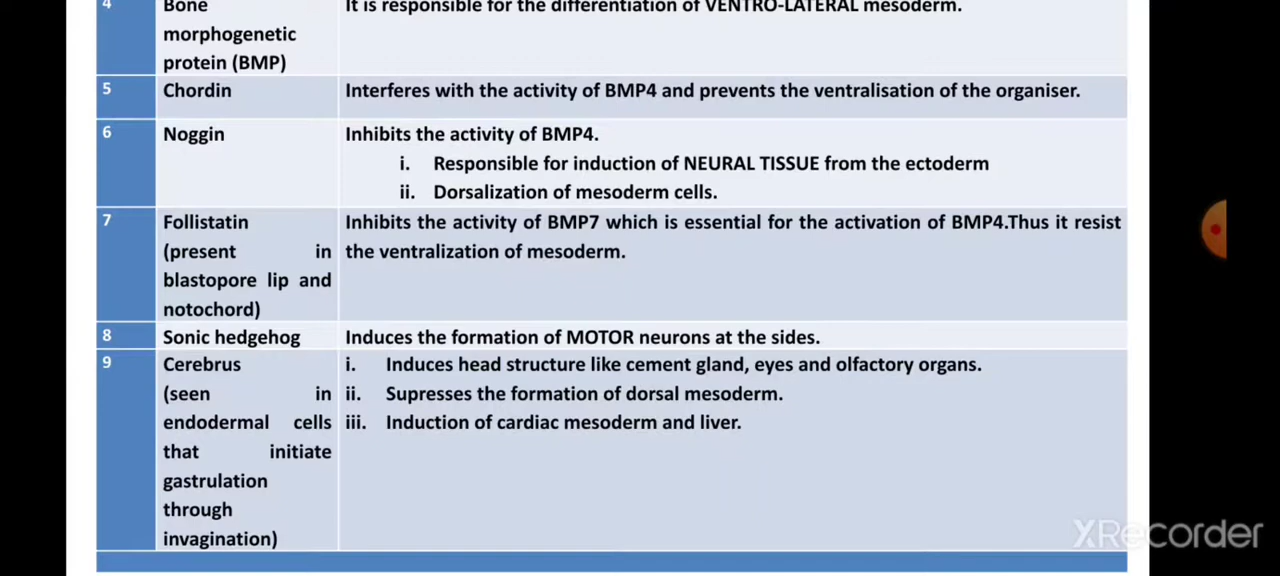 4 Bone It is responsible for the differentiation of VENTRO-LATERAL mesoderm.
morphogenetic
protein (BMP)
5 Chordin Interferes with the activity of BMP4 and prevents the ventralisation of the organiser.
6 Noggin Inhibits the activity of BMP4.
i. Responsible for induction of NEURAL TISSUE from the ectoderm
ii. Dorsalization of mesoderm cells.
7 Follistatin Inhibits the activity of BMP7 which is essential for the activation of BMP4.Thus it resist
(present in the ventralization of mesoderm.
blastopore lip and
notochord)
8 Sonic hedgehog Induces the formation of MOTOR neurons at the sides.
9 Cerebrus i. Induces head structure like cement gland, eyes and olfactory organs.
(seen in ii. Supresses the formation of dorsal mesoderm.
endodermal cells iii. Induction of cardiac mesoderm and liver.
that initiate
gastrulation
through
invagination)
XRecorder